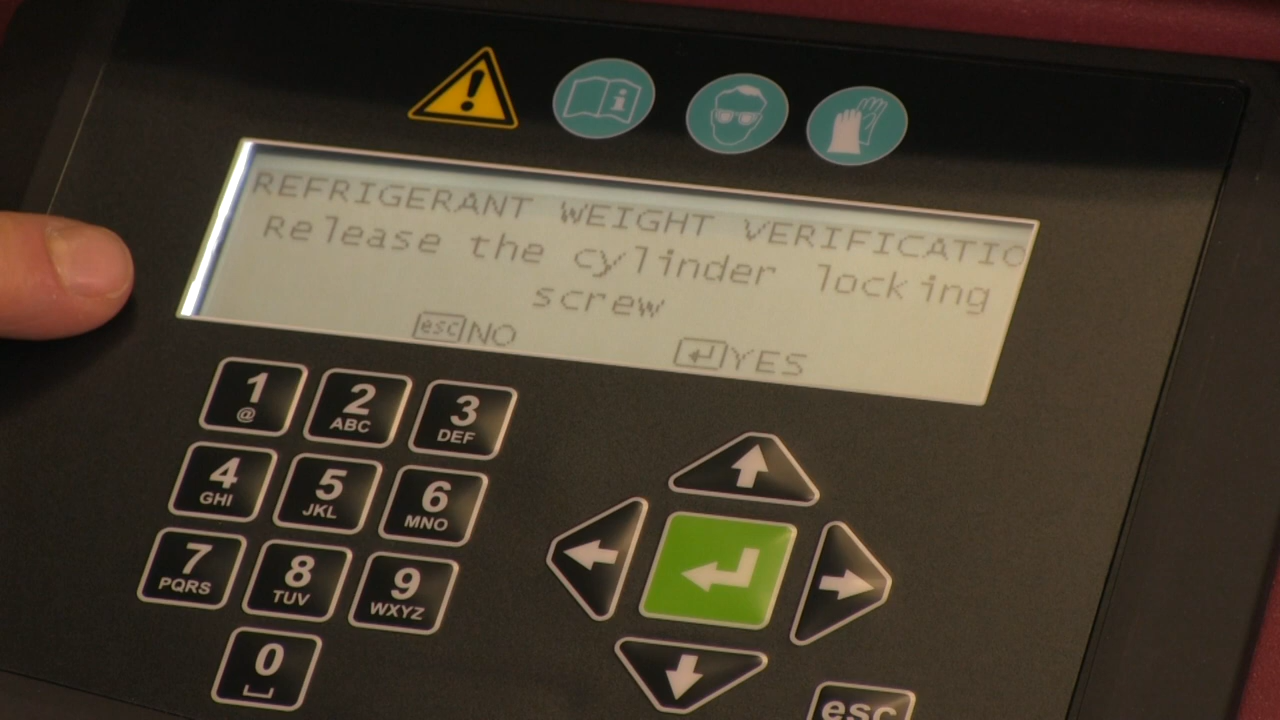 REFRIGERANT WEIGHT VERIFICATIO
Release the cylinder locking
screw
esc NO ↵ YES
1 2 3
@ ABC DEF
4 5 6
GHI JKL MNO
7 8 9
PQRS TUV WXYZ
0
esc